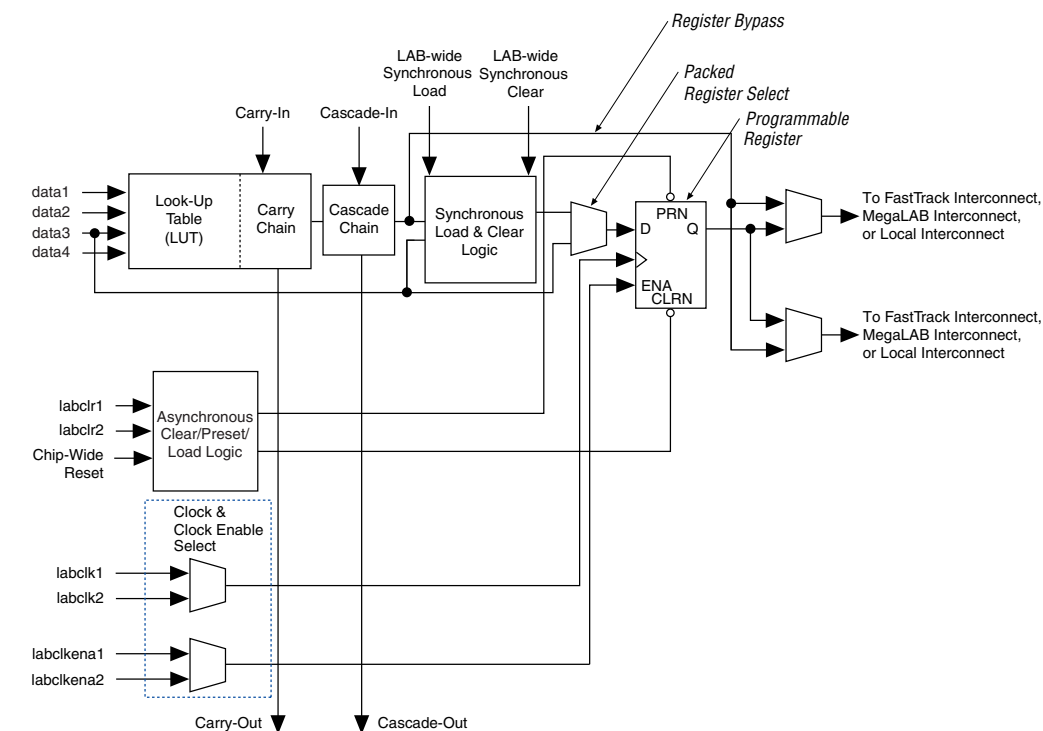 Register Bypass
LAB-wide
Synchronous
Load
LAB-wide
Synchronous
Clear
Packed
Register Select
Carry-In
Cascade-In
Programmable
Register
data1
data2
data3
data4
Look-Up
Table
(LUT)
Carry
Chain
Cascade
Chain
Synchronous
Load & Clear
Logic
PRN
D
Q
ENA
CLRN
To FastTrack Interconnect,
MegaLAB Interconnect,
or Local Interconnect
To FastTrack Interconnect,
MegaLAB Interconnect,
or Local Interconnect
labclr1
labclr2
Chip-Wide
Reset
Asynchronous
Clear/Preset/
Load Logic
Clock &
Clock Enable
Select
labclk1
labclk2
labclkena1
labclkena2
Carry-Out
Cascade-Out